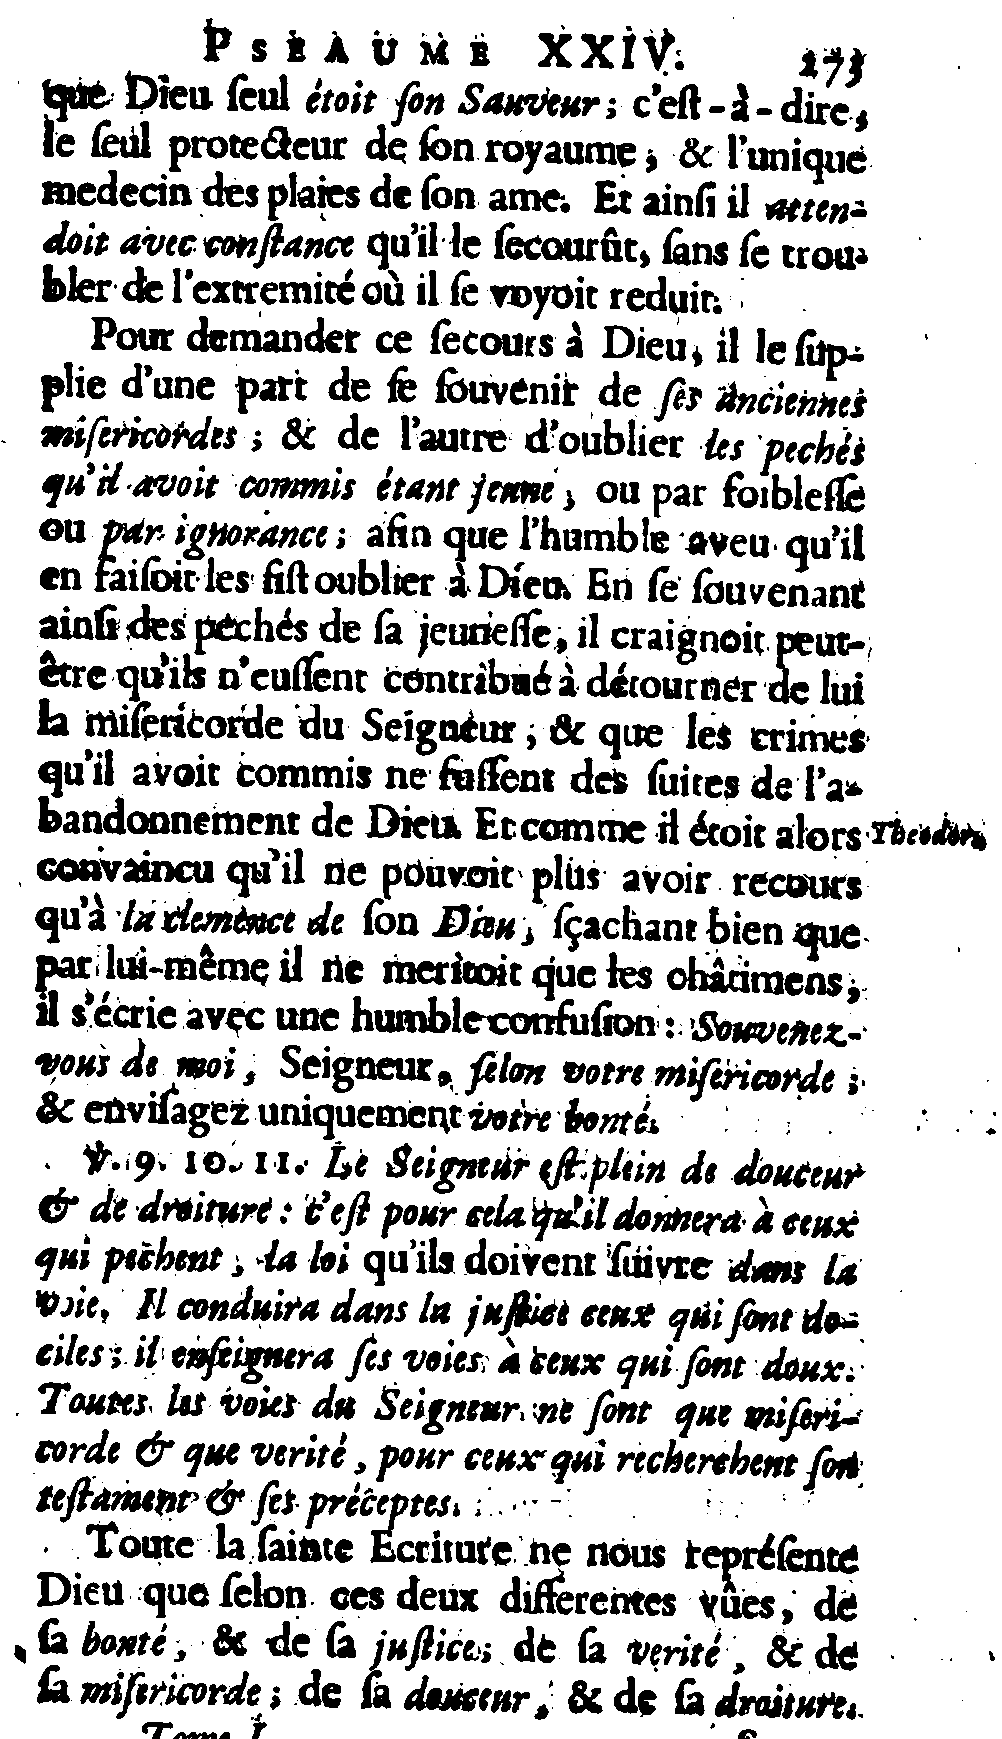 PSEAUME XXIV. 273
que Dieu seul étoit son Sauveur ; c'est-à-dire,
le seul protecteur de son royaume, & l'unique
medecin des plaies de son ame. Et ainsi il atten-
doit avec constance qu'il le secourût, sans se trou-
bler de l'extremité où il se voyoit reduit.
Pour demander ce secours à Dieu, il le sup-
plie d'une part de se souvenir de ses anciennes
misericordes ; & de l'autre d'oublier les pechés
qu'il avoit commis étant jeune, ou par foiblesse
ou par ignorance ; afin que l'humble aveu qu'il
en faisoit les fist oublier à Dieu. En se souvenant
ainsi des pechés de sa jeunesse, il craignoit peut-
être qu'ils n'eussent contribué à détourner de lui
la misericorde du Seigneur ; & que les crimes
qu'il avoit commis ne fussent des suites de l'a-
bandonnement de Dieu. Et comme il étoit alors Theodor.
convaincu qu'il ne pouvoit plus avoir recours
qu'à la clemence de son Dieu, sçachant bien que
par lui-même il ne meritoit que les châtimens,
il s'écrie avec une humble confusion : Souvenez-
vous de moi, Seigneur, selon votre misericorde ;
& envisagez uniquement votre bonté.
℣. 9. 10. 11. Le Seigneur est plein de douceur
& de droiture : c'est pour cela qu'il donnera à ceux
qui péchent, la loi qu'ils doivent suivre dans la
voie. Il conduira dans la justice ceux qui sont do-
ciles ; il enseignera ses voies à ceux qui sont doux.
Toutes les voies du Seigneur ne sont que miseri-
corde & que verité, pour ceux qui recherchent son
testament & ses préceptes.
Toute la sainte Ecriture ne nous représente
Dieu que selon ces deux differentes vûes, de
sa bonté, & de sa justice ; de sa verité, & de
sa misericorde ; de sa douceur, & de sa droiture.
Tome I. S